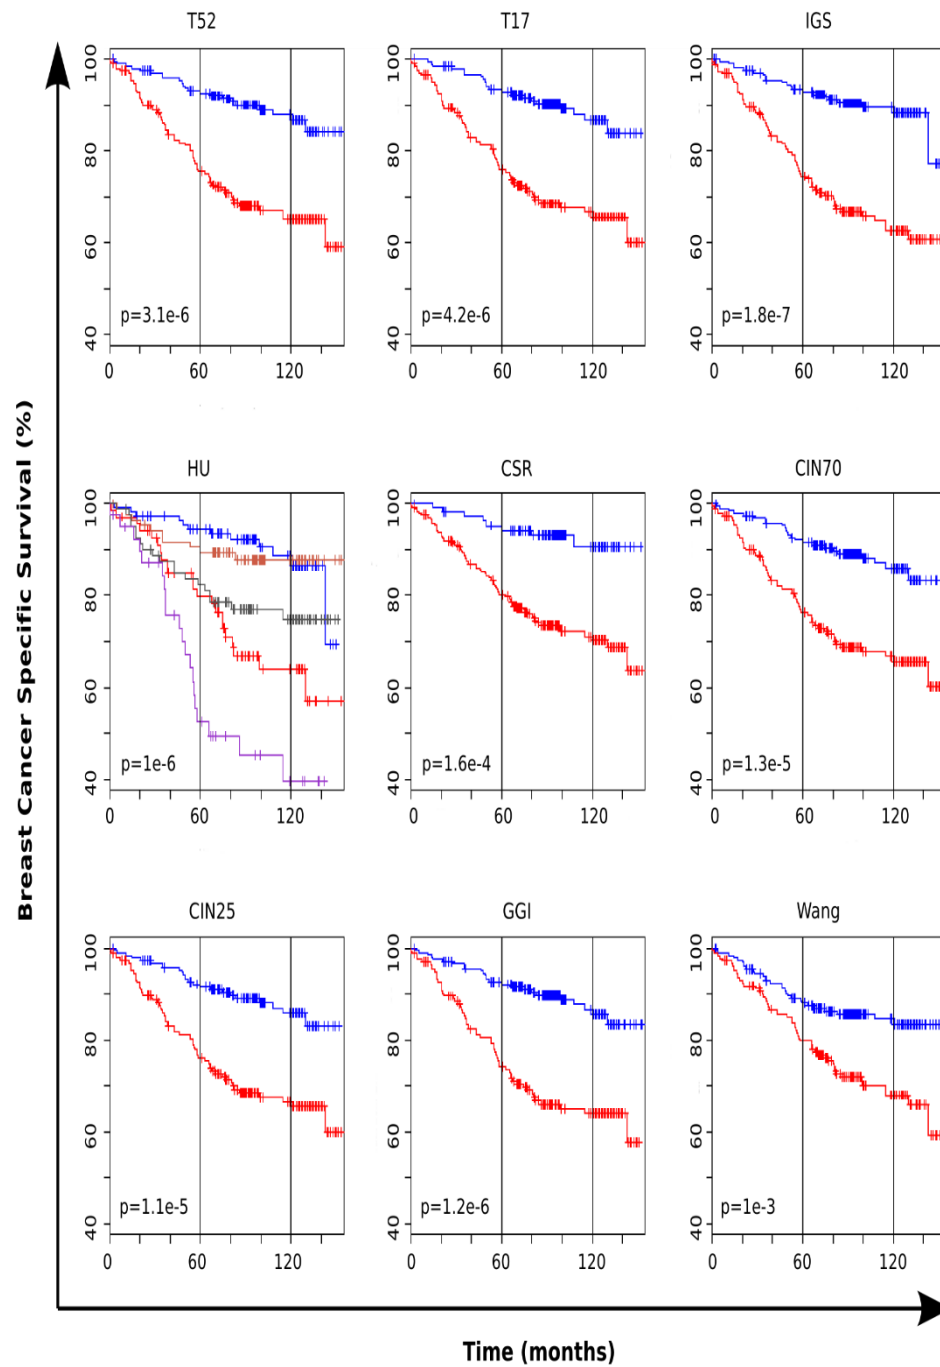 T52 T17 IGS
100 100 100
80 80 80
60 60 60
40 40 40
p=3.1e-6 p=4.2e-6 p=1.8e-7
0 60 120 0 60 120 0 60 120
HU CSR CIN70
100 100 100
80 80 80
60 60 60
40 40 40
p=1e-6 p=1.6e-4 p=1.3e-5
0 60 120 0 60 120 0 60 120
CIN25 GGI Wang
100 100 100
80 80 80
60 60 60
40 40 40
p=1.1e-5 p=1.2e-6 p=1e-3
0 60 120 0 60 120 0 60 120
Breast Cancer Specific Survival (%)
Time (months)